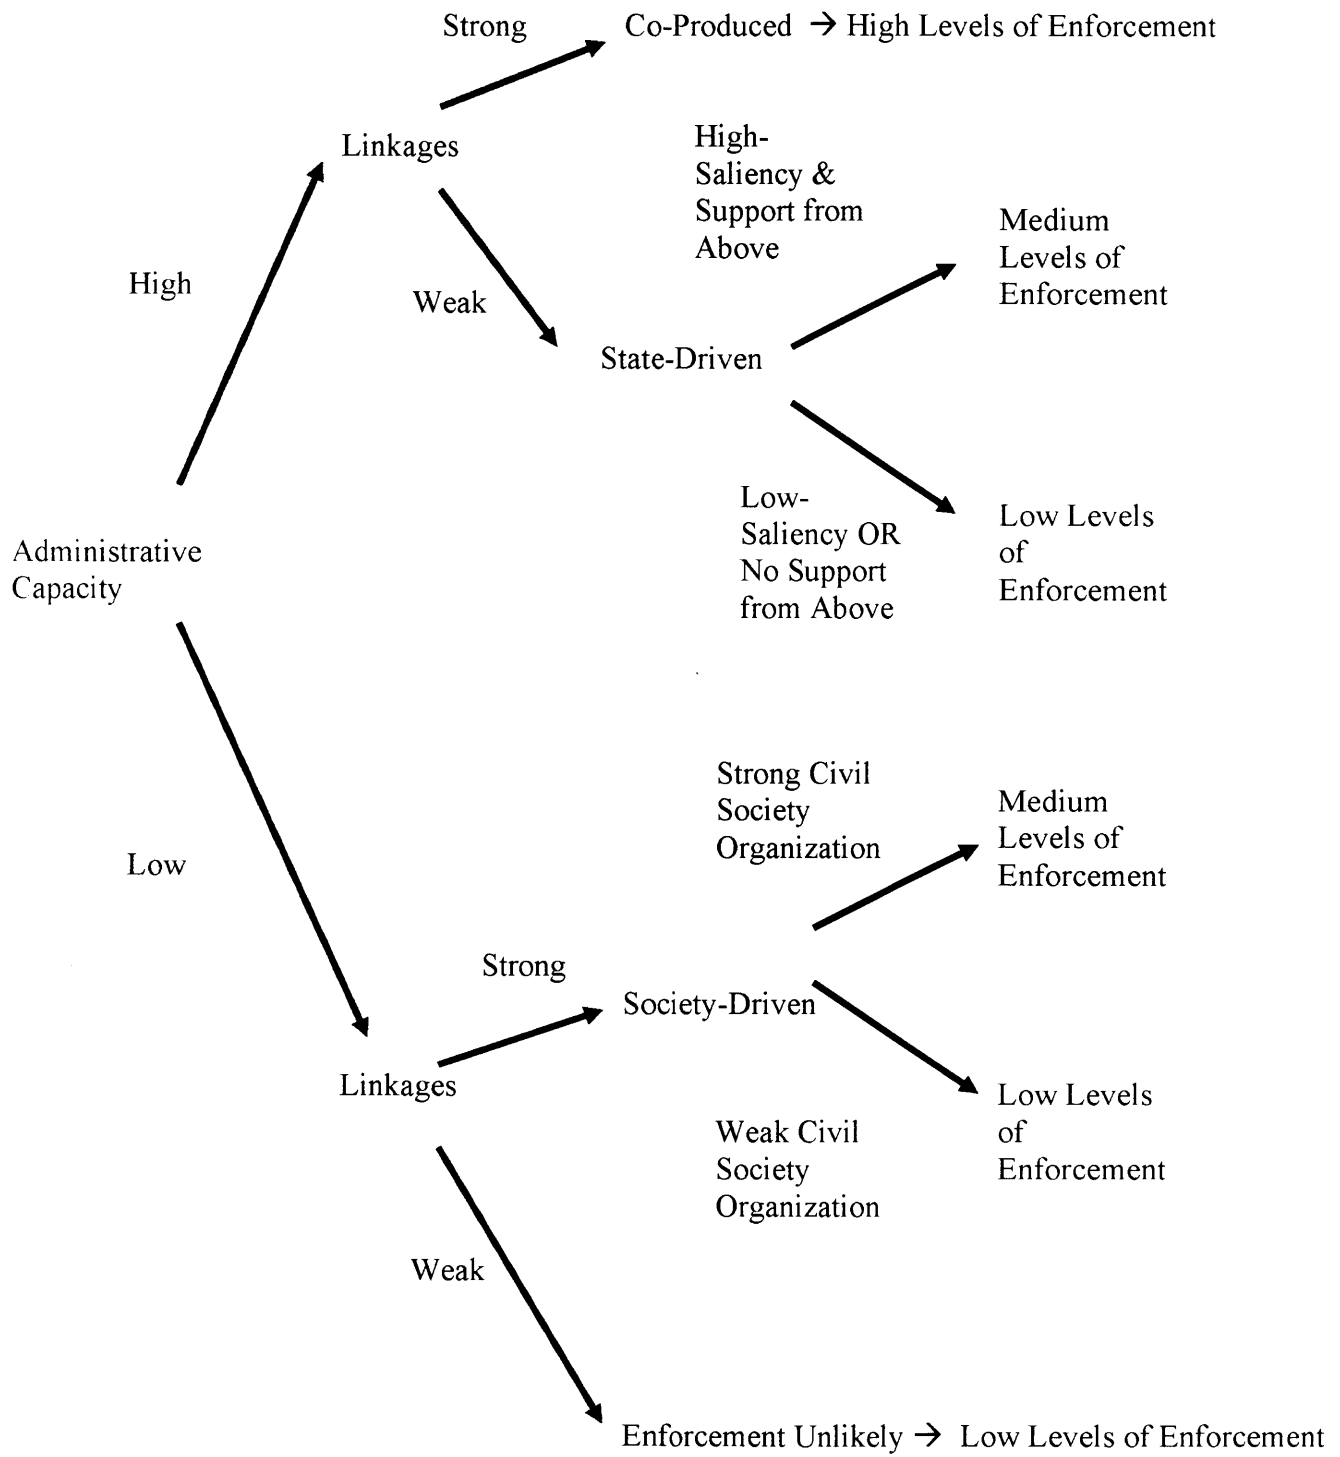 Strong
Co-Produced → High Levels of Enforcement
Linkages
High-
Saliency &
Support from
Above
Medium
Levels of
Enforcement
High
Weak
State-Driven
Low-
Saliency OR
No Support
from Above
Low Levels
of
Enforcement
Administrative
Capacity
Strong Civil
Society
Organization
Medium
Levels of
Enforcement
Low
Strong
Society-Driven
Linkages
Weak Civil
Society
Organization
Low Levels
of
Enforcement
Weak
Enforcement Unlikely → Low Levels of Enforcement